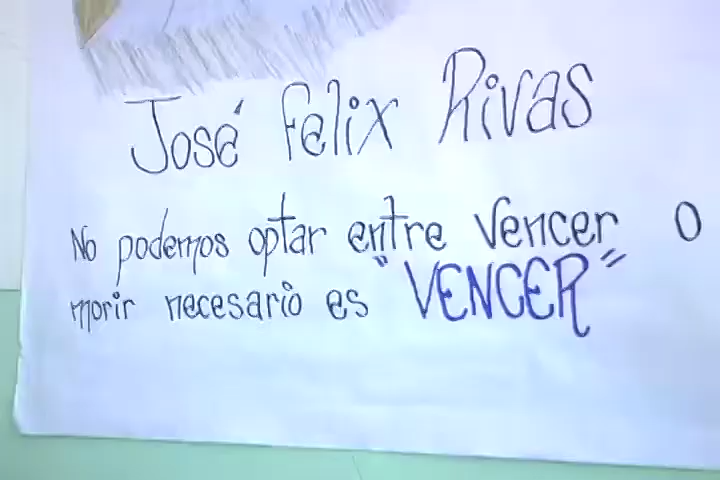 José Felix Rivas
No podemos optar entre vencer o
morir necesario es "VENCER"